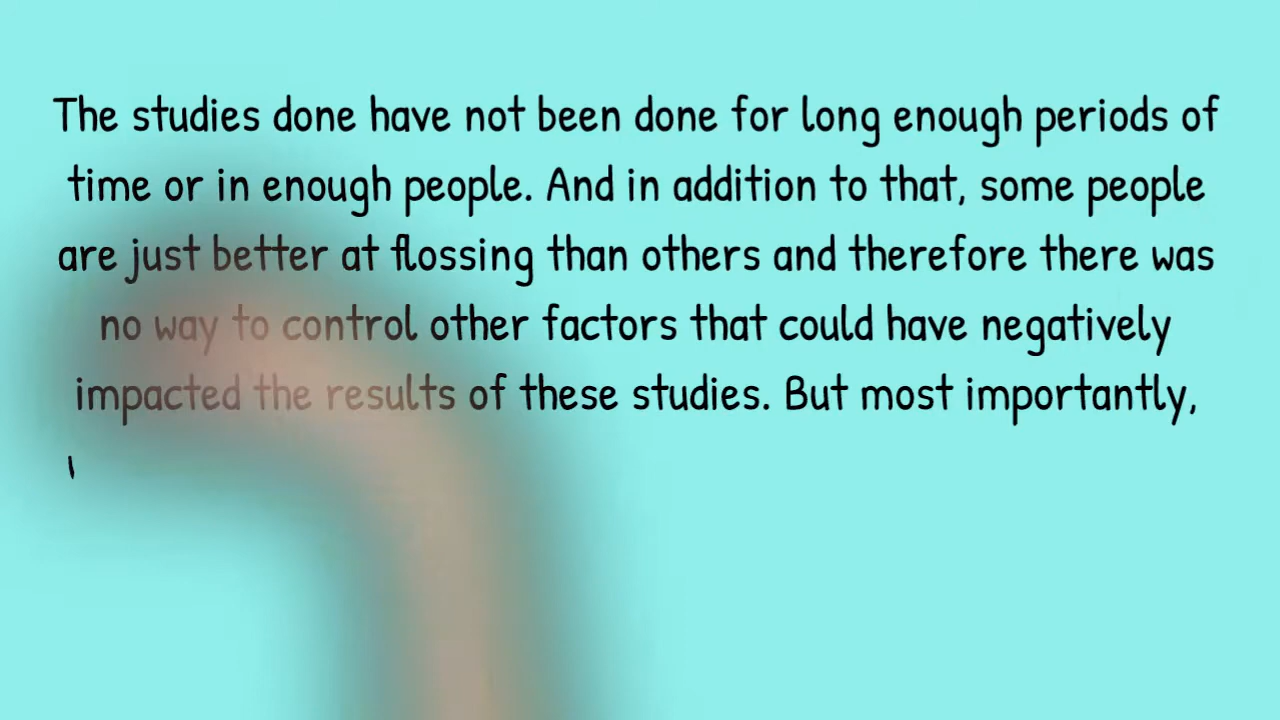 The studies done have not been done for long enough periods of
time or in enough people. And in addition to that, some people
are just better at flossing than others and therefore there was
no way to control other factors that could have negatively
impacted the results of these studies. But most importantly,